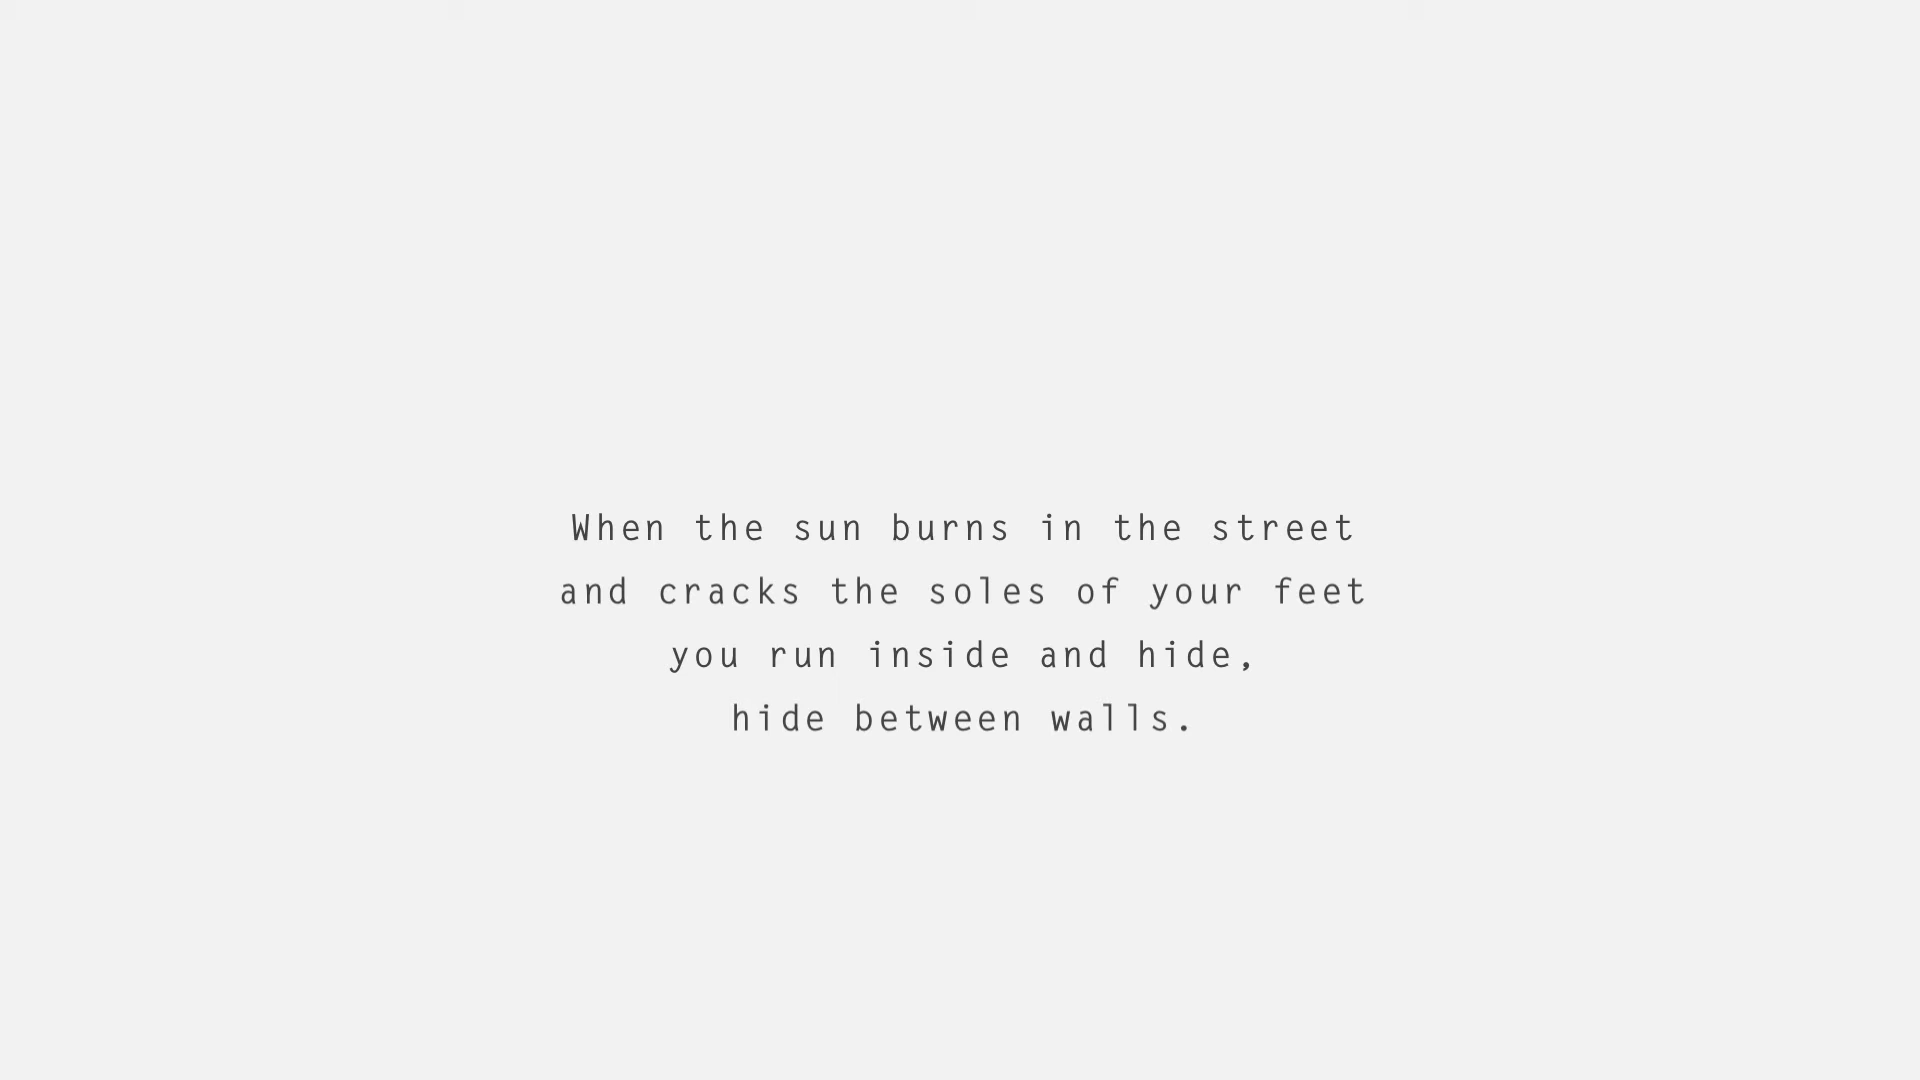 When the sun burns in the street
and cracks the soles of your feet
you run inside and hide,
hide between walls.